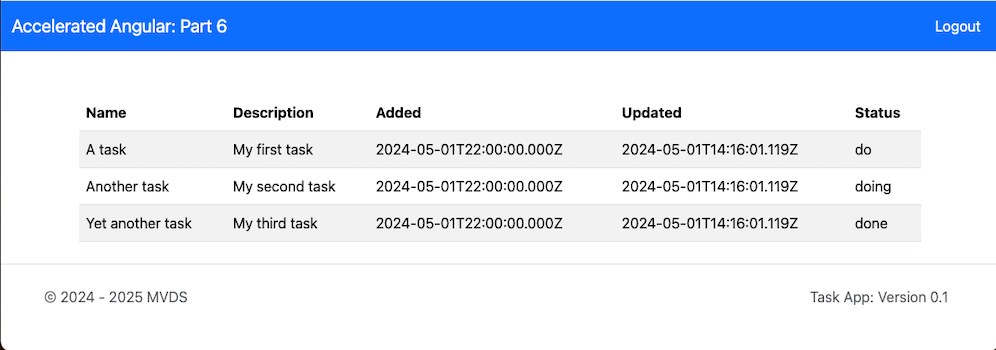 Accelerated Angular: Part 6 Logout
Name Description Added Updated Status
A task My first task 2024-05-01T22:00:00.000Z 2024-05-01T14:16:01.119Z do
Another task My second task 2024-05-01T22:00:00.000Z 2024-05-01T14:16:01.119Z doing
Yet another task My third task 2024-05-01T22:00:00.000Z 2024-05-01T14:16:01.119Z done
© 2024 - 2025 MVDS Task App: Version 0.1